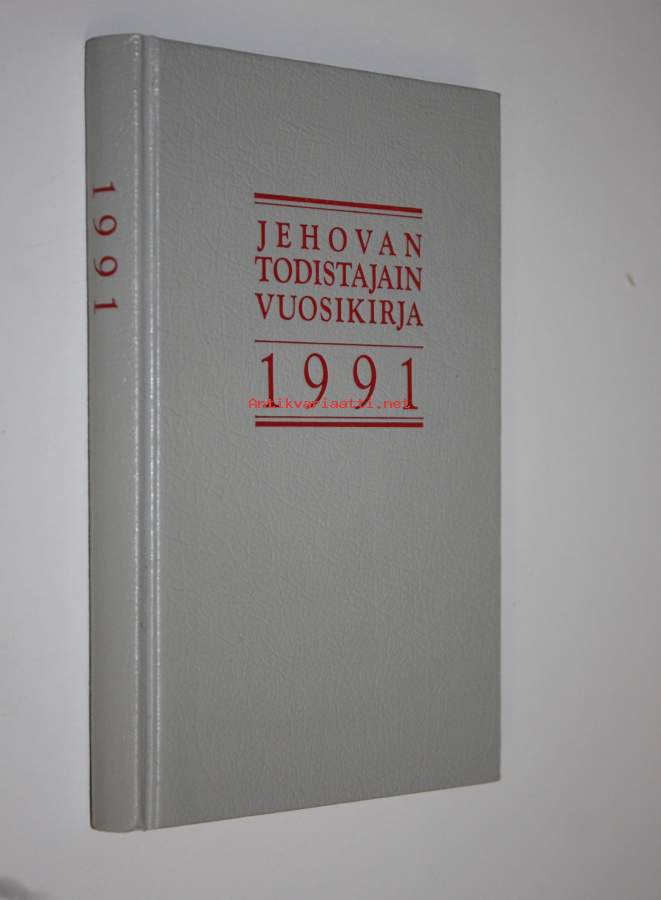 1991
JEHOVAN
TODISTAJAIN
VUOSIKIRJA
1991
Antikvariaatti.net